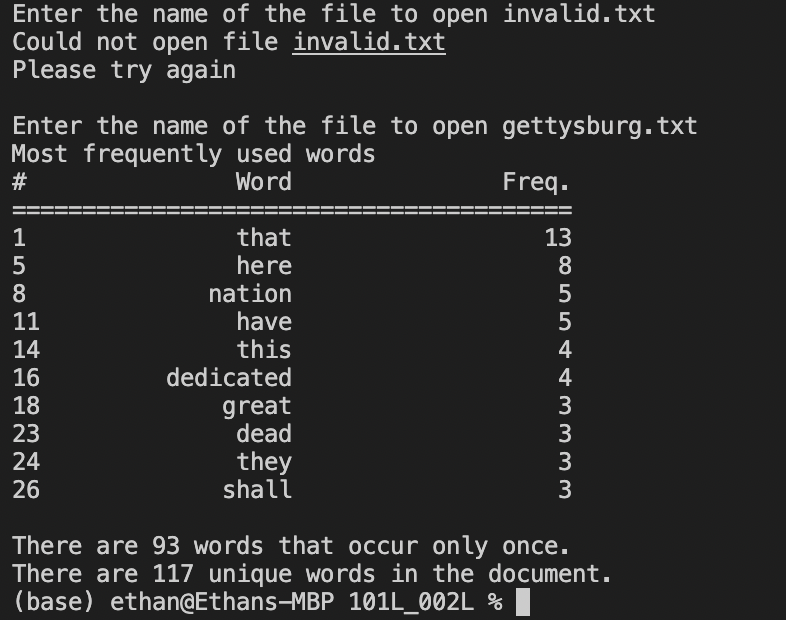 Enter the name of the file to open invalid.txt
Could not open file invalid.txt
Please try again
Enter the name of the file to open gettysburg.txt
Most frequently used words
# Word Freq.
========================================
1 that 13
5 here 8
8 nation 5
11 have 5
14 this 4
16 dedicated 4
18 great 3
23 dead 3
24 they 3
26 shall 3
There are 93 words that occur only once.
There are 117 unique words in the document.
(base) ethan@Ethans-MBP 101L_002L %